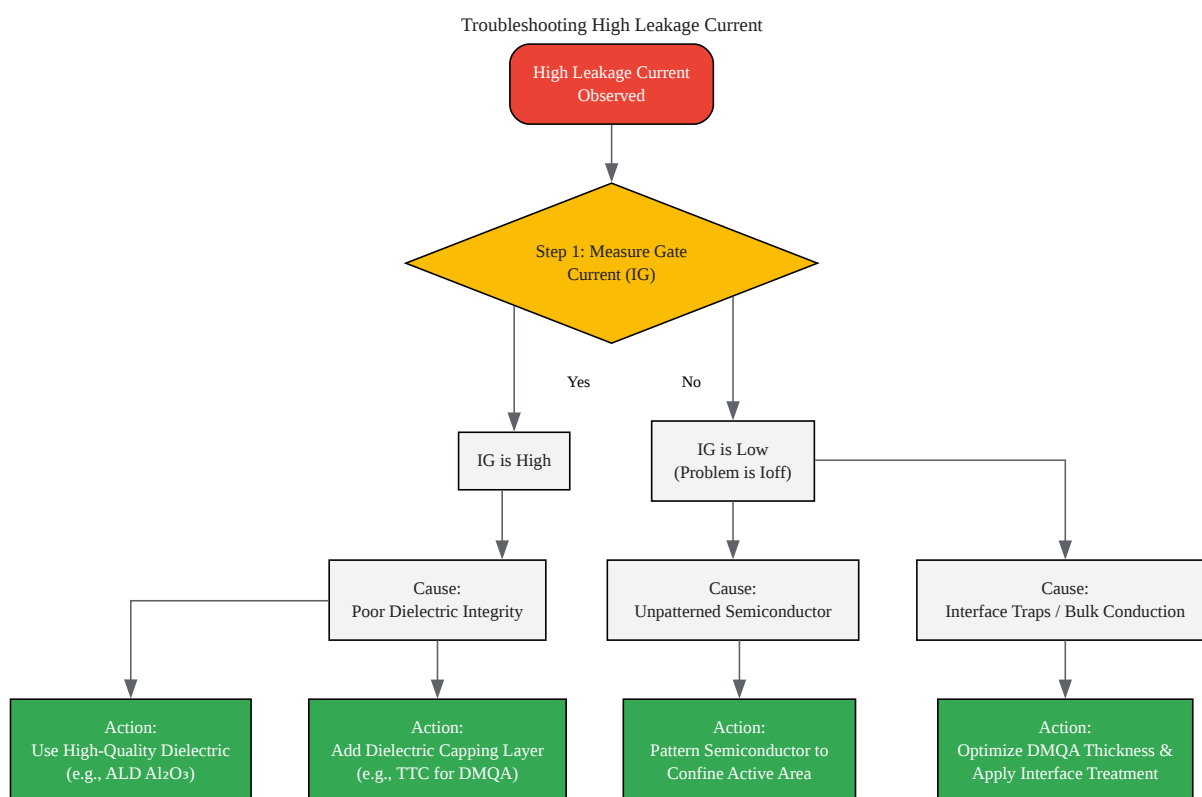 Troubleshooting High Leakage Current
High Leakage Current
Observed
Step 1: Measure Gate
Current (IG)
Yes
No
IG is High
IG is Low
(Problem is Ioff)
Cause:
Poor Dielectric Integrity
Cause:
Unpatterned Semiconductor
Cause:
Interface Traps / Bulk Conduction
Action:
Use High-Quality Dielectric
(e.g., ALD Al₂O₃)
Action:
Add Dielectric Capping Layer
(e.g., TTC for DMQA)
Action:
Pattern Semiconductor to
Confine Active Area
Action:
Optimize DMQA Thickness &
Apply Interface Treatment